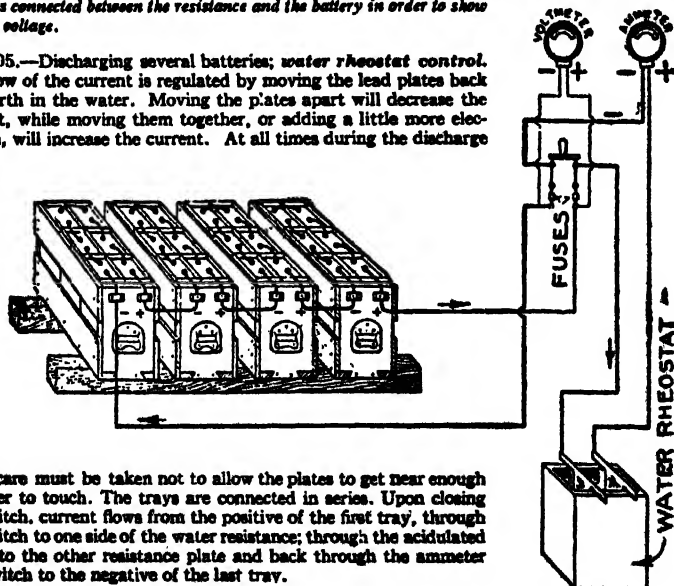 s connected between the resistance and the battery in order to show
voltage.
05.—Discharging several batteries; water rheostat control.
ow of the current is regulated by moving the lead plates back
rth in the water. Moving the plates apart will decrease the
t, while moving them together, or adding a little more elec-
, will increase the current. At all times during the discharge
VOLTMETER
AMMETER
- +
- +
-
FUSES
- +
- +
- +
- +
WATER RHEOSTAT
care must be taken not to allow the plates to get near enough
er to touch. The trays are connected in series. Upon closing
itch, current flows from the positive of the first tray, through
itch to one side of the water resistance; through the acidulated
to the other resistance plate and back through the ammeter
witch to the negative of the last tray.